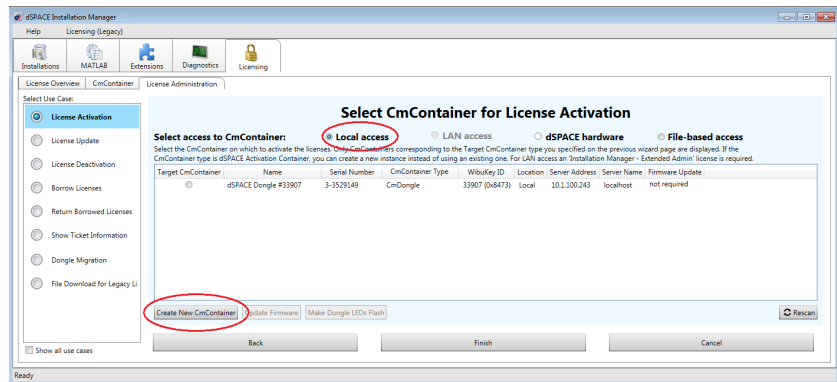 dSPACE Installation Manager
Help Licensing (Legacy)
Installations MATLAB Extensions Diagnostics Licensing
License Overview CmContainer License Administration
Select Use Case:
License Activation
License Update
License Deactivation
Borrow Licenses
Return Borrowed Licenses
Show Ticket Information
Dongle Migration
File Download for Legacy Li
Show all use cases
Select CmContainer for License Activation
Select access to CmContainer: Local access LAN access dSPACE hardware File-based access
Select the CmContainer on which to activate the licenses. Only CmContainers corresponding to the Target CmContainer type you specified on the previous wizard page are displayed. If the
CmContainer type is dSPACE Activation Container, you can create a new instance instead of using an existing one. For LAN access an 'Installation Manager - Extended Admin' license is required.
Target CmContainer Name Serial Number CmContainer Type WibuKey ID Location Server Address Server Name Firmware Update
dSPACE Dongle #33907 3-3529149 CmDongle 33907 (0x8473) Local 10.1.100.243 localhost not required
Create New CmContainer Update Firmware Make Dongle LEDs Flash Rescan
Back Finish Cancel
Ready